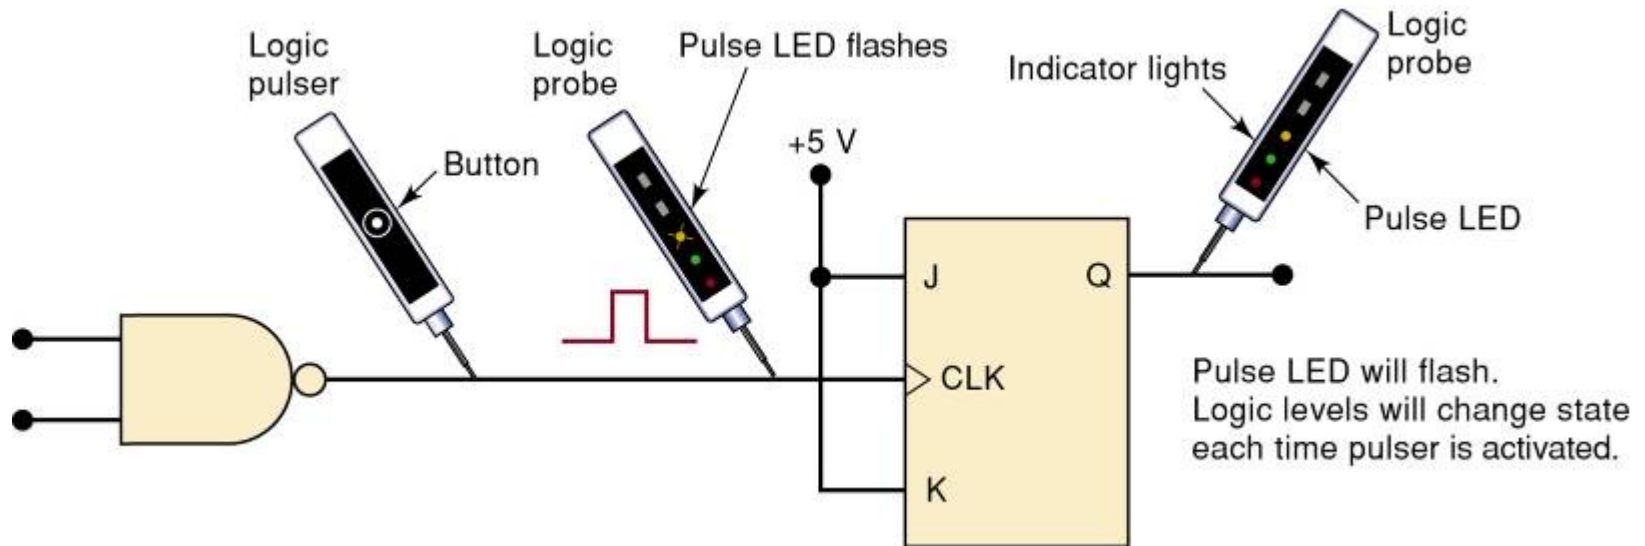 Logic
pulser
Button
Logic
probe
Pulse LED flashes
+5 V
Indicator lights
Logic
probe
Pulse LED
J
Q
CLK
K
Pulse LED will flash.
Logic levels will change state
each time pulser is activated.